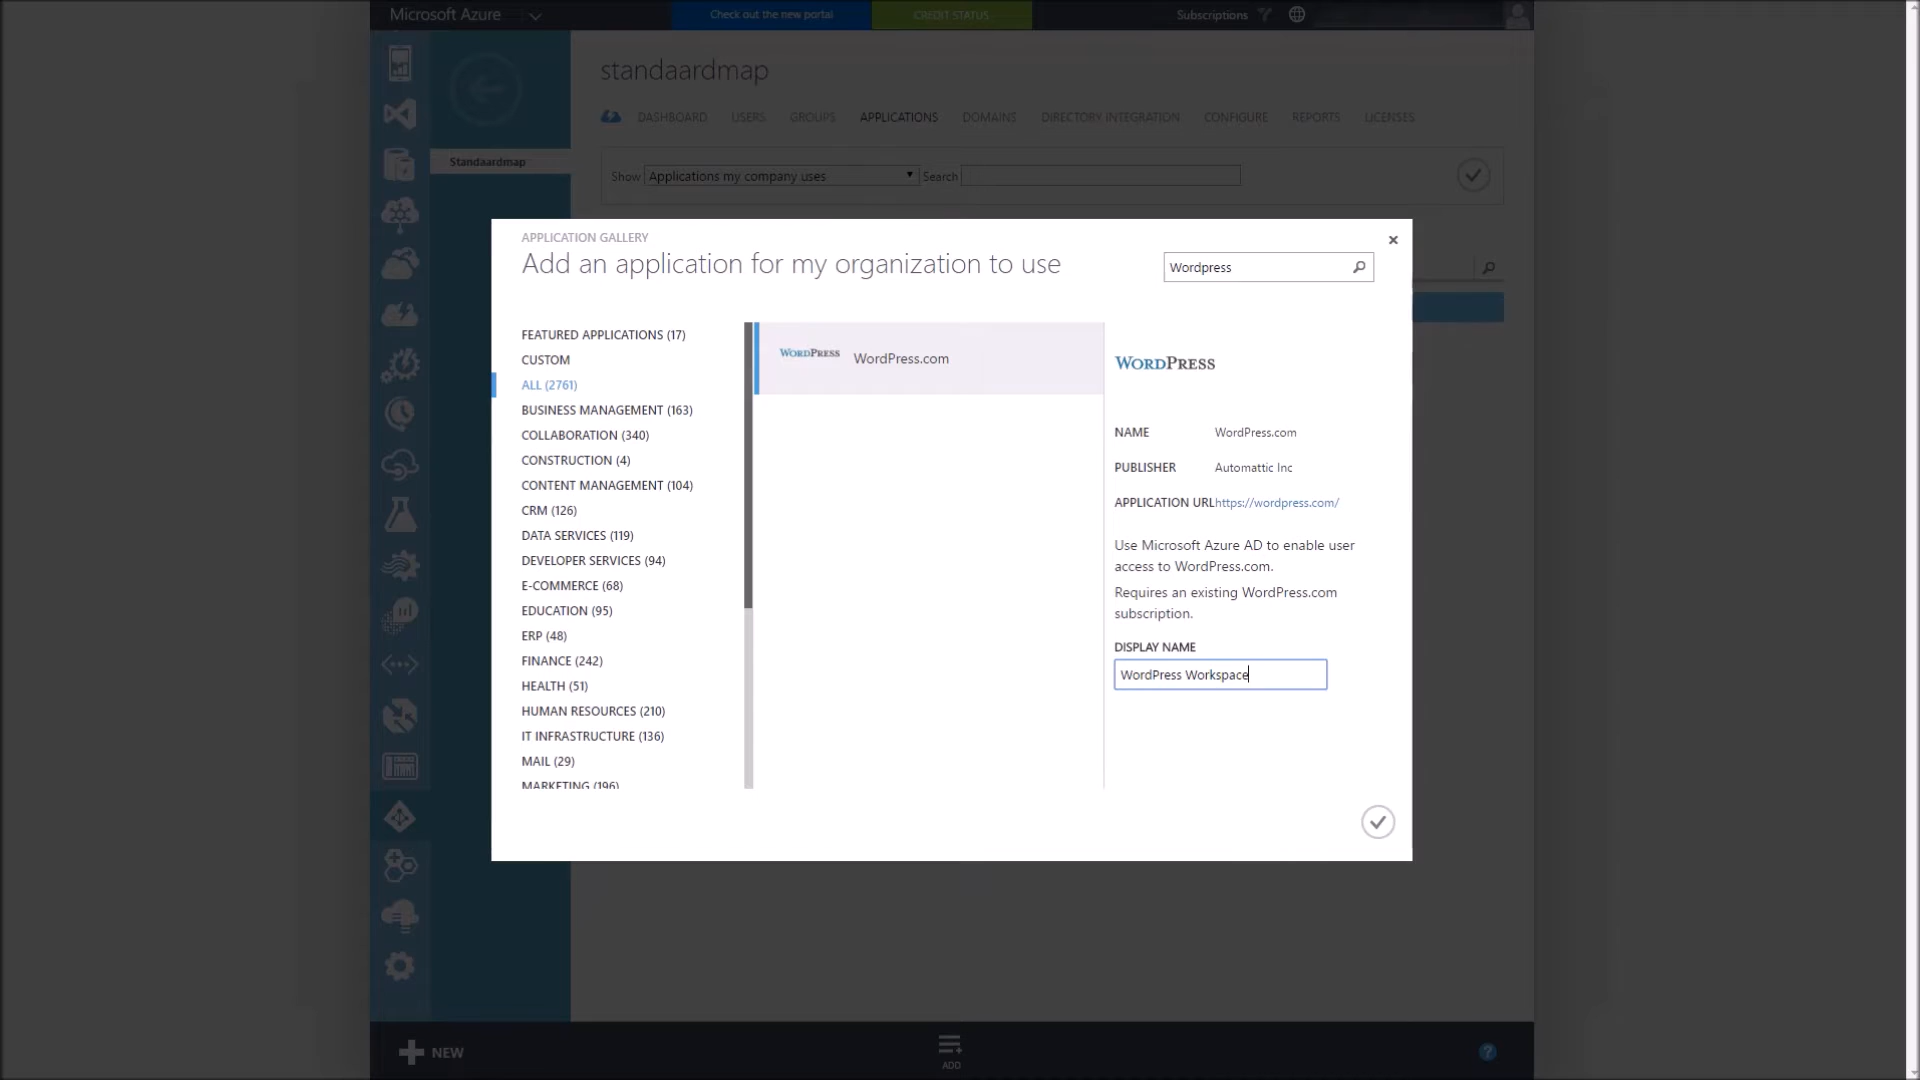 Microsoft Azure
Check out the new portal
CREDIT STATUS
Subscriptions
standaardmap
DASHBOARD USERS GROUPS APPLICATIONS DOMAINS DIRECTORY INTEGRATION CONFIGURE REPORTS LICENSES
Standaardmap
Show Applications my company uses Search
APPLICATION GALLERY
Add an application for my organization to use
Wordpress
FEATURED APPLICATIONS (17)
CUSTOM
ALL (2761)
BUSINESS MANAGEMENT (163)
COLLABORATION (340)
CONSTRUCTION (4)
CONTENT MANAGEMENT (104)
CRM (126)
DATA SERVICES (119)
DEVELOPER SERVICES (94)
E-COMMERCE (68)
EDUCATION (95)
ERP (48)
FINANCE (242)
HEALTH (51)
HUMAN RESOURCES (210)
IT INFRASTRUCTURE (136)
MAIL (29)
MARKETING (196)
WORDPRESS WordPress.com
WORDPRESS
NAME WordPress.com
PUBLISHER Automattic Inc
APPLICATION URL https://wordpress.com/
Use Microsoft Azure AD to enable user
access to WordPress.com.
Requires an existing WordPress.com
subscription.
DISPLAY NAME
WordPress Workspace
NEW
ADD
?